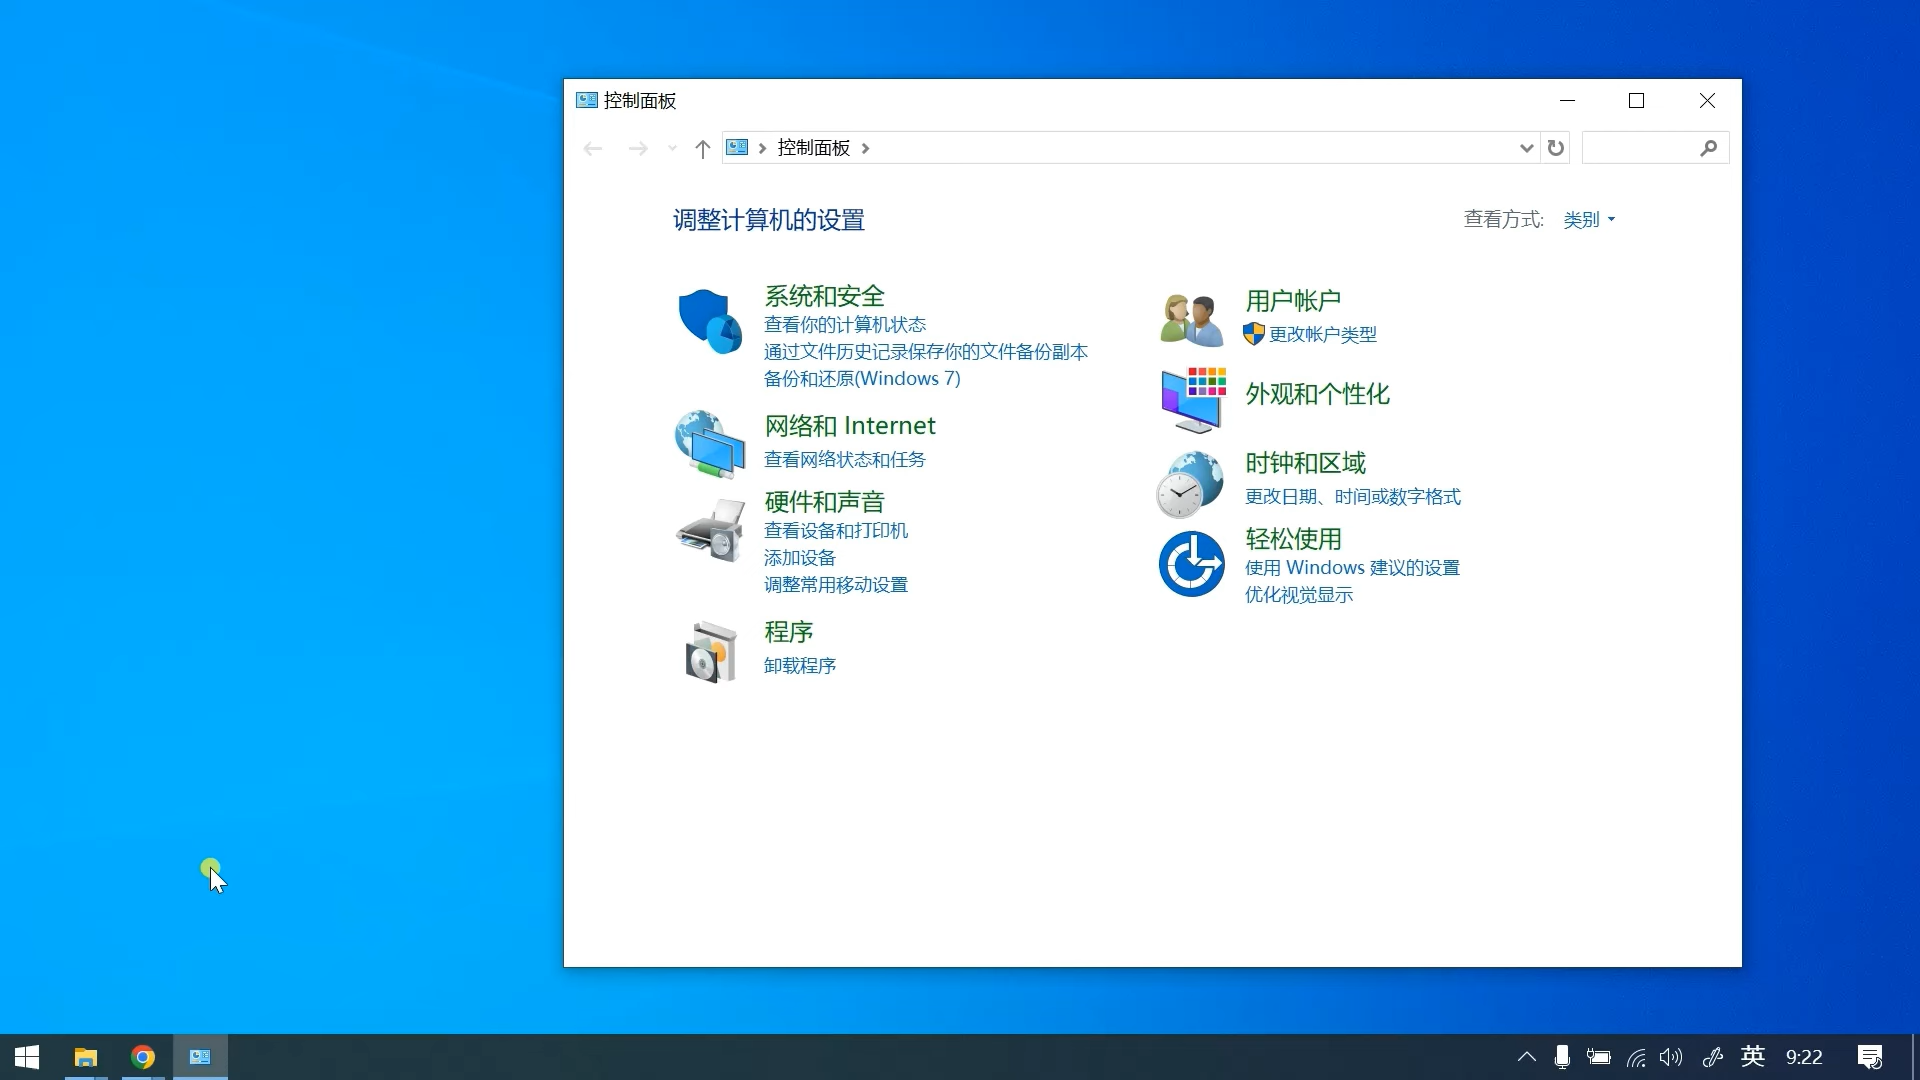 控制面板
控制面板
调整计算机的设置
查看方式: 类别
系统和安全
查看你的计算机状态
通过文件历史记录保存你的文件备份副本
备份和还原(Windows 7)
网络和 Internet
查看网络状态和任务
硬件和声音
查看设备和打印机
添加设备
调整常用移动设置
程序
卸载程序
用户帐户
更改帐户类型
外观和个性化
时钟和区域
更改日期、时间或数字格式
轻松使用
使用 Windows 建议的设置
优化视觉显示
英 9:22